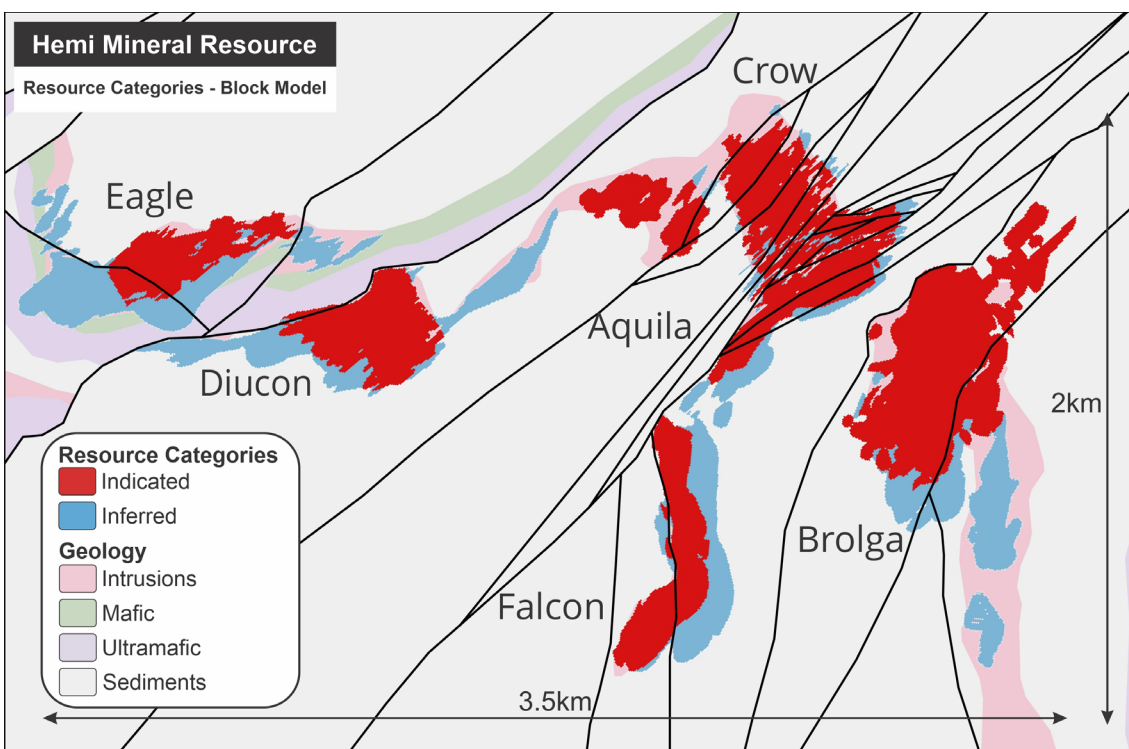 Hemi Mineral Resource
Resource Categories - Block Model
Crow
Eagle
Aquila
Diucon
2km
Resource Categories
Indicated
Inferred
Geology
Intrusions
Mafic
Ultramafic
Sediments
Brolga
Falcon
3.5km